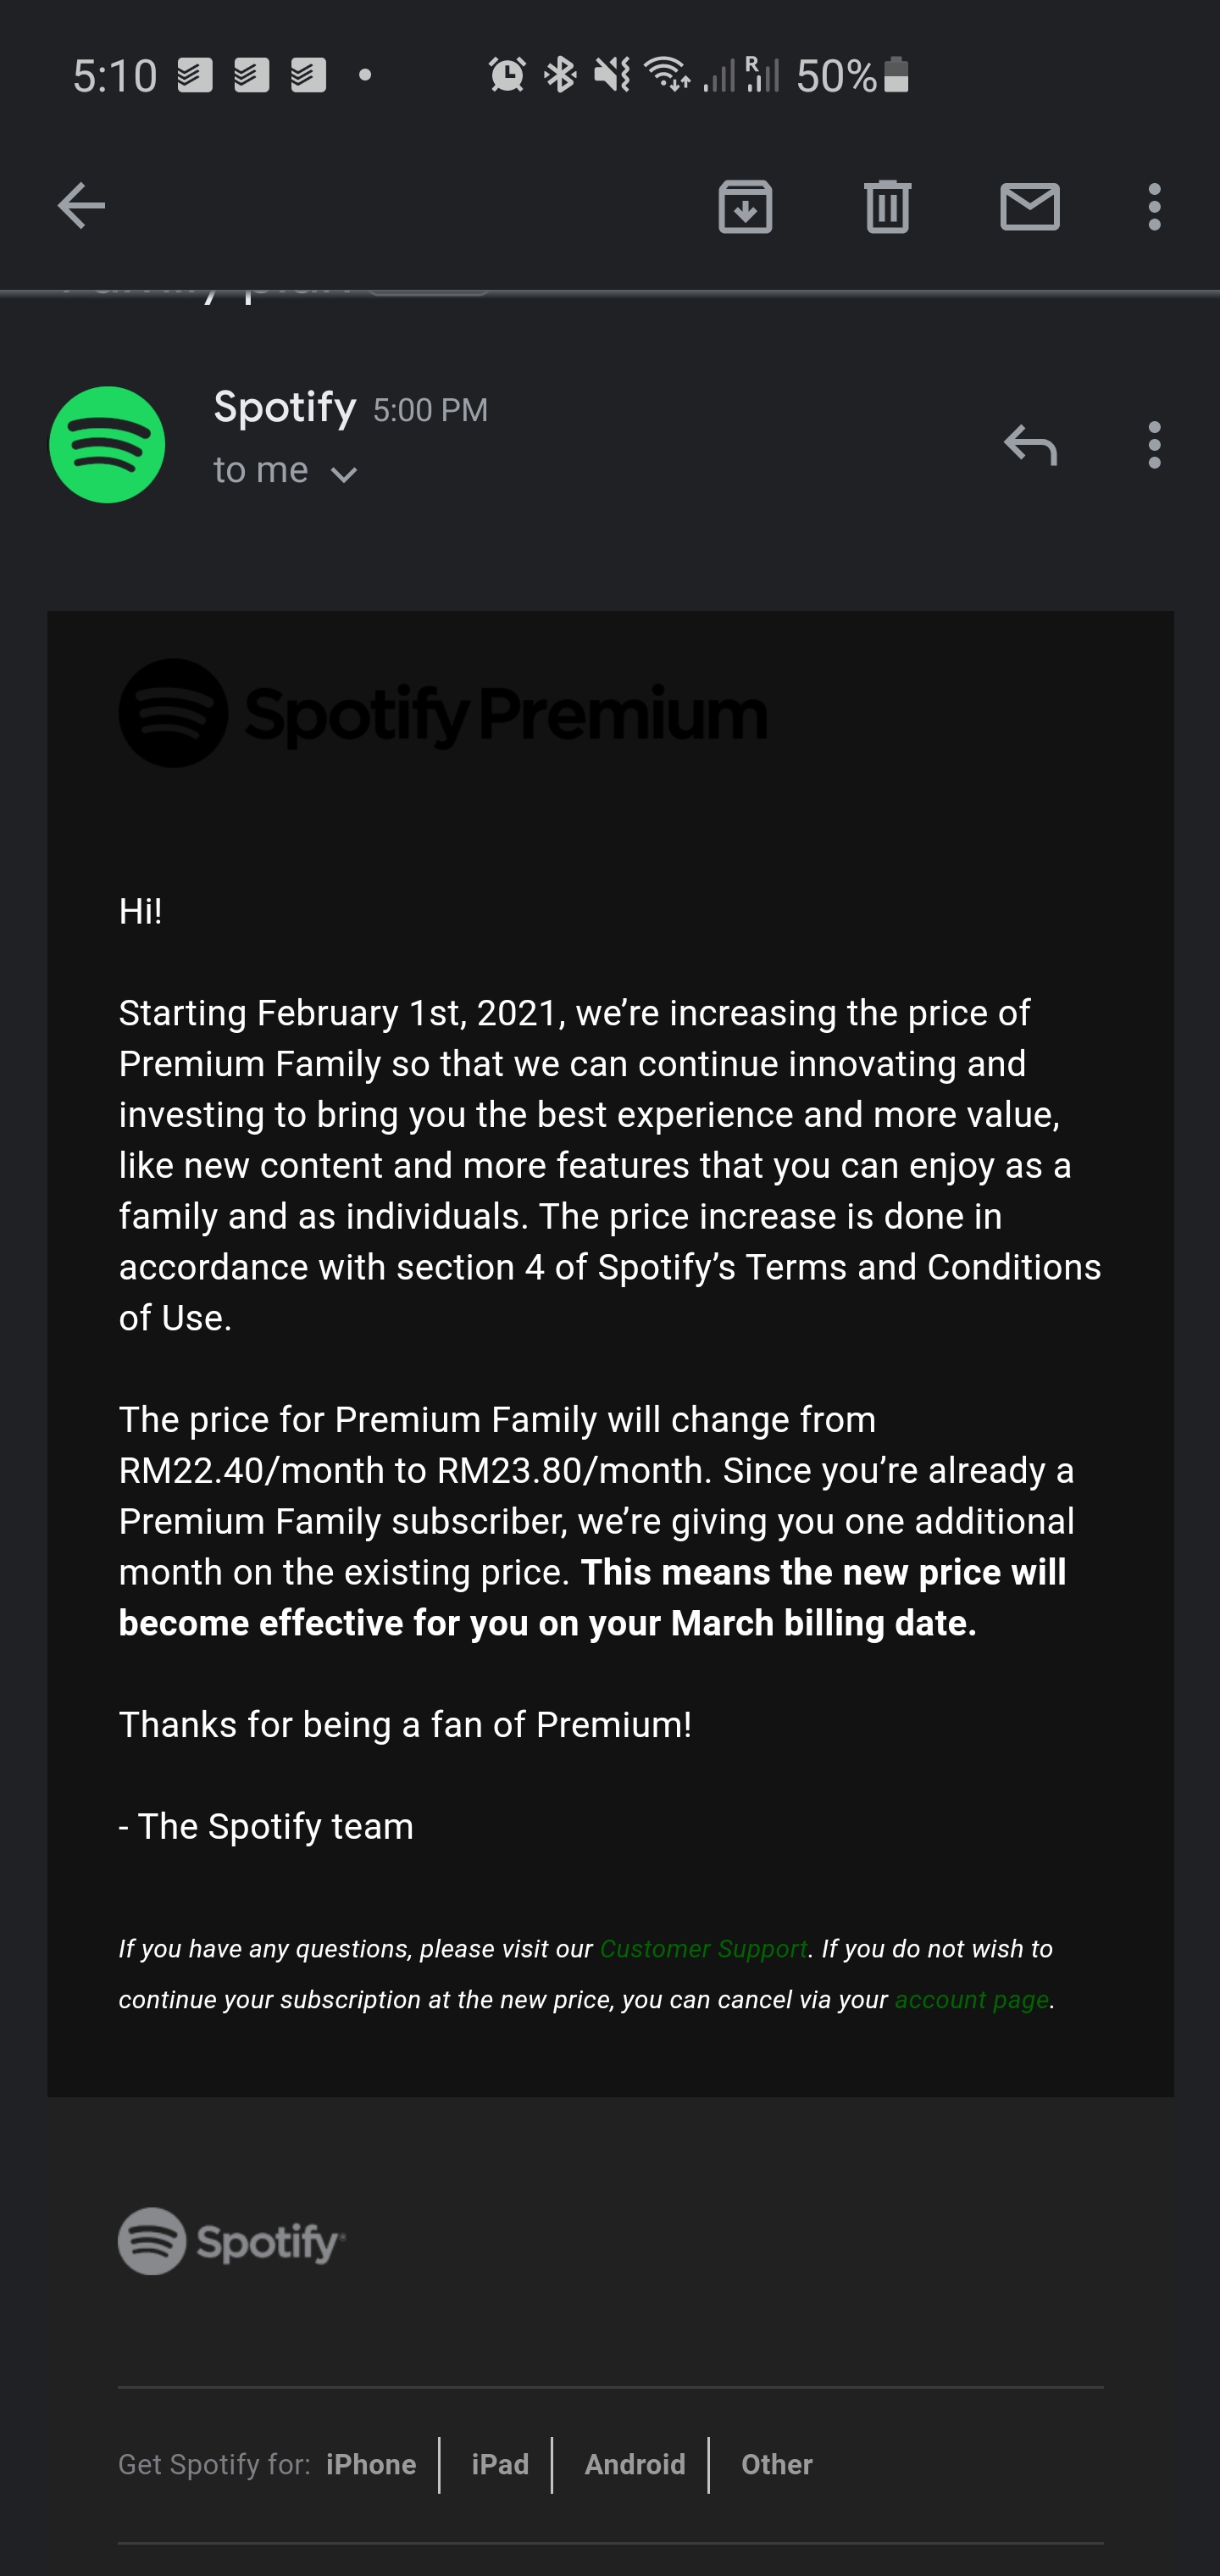 5:10
R
50%
Family plan
Spotify 5:00 PM
to me
Spotify Premium
Hi!
Starting February 1st, 2021, we’re increasing the price of
Premium Family so that we can continue innovating and
investing to bring you the best experience and more value,
like new content and more features that you can enjoy as a
family and as individuals. The price increase is done in
accordance with section 4 of Spotify’s Terms and Conditions
of Use.
The price for Premium Family will change from
RM22.40/month to RM23.80/month. Since you’re already a
Premium Family subscriber, we’re giving you one additional
month on the existing price. This means the new price will
become effective for you on your March billing date.
Thanks for being a fan of Premium!
- The Spotify team
If you have any questions, please visit our Customer Support. If you do not wish to
continue your subscription at the new price, you can cancel via your account page.
Spotify®
Get Spotify for: iPhone iPad Android Other